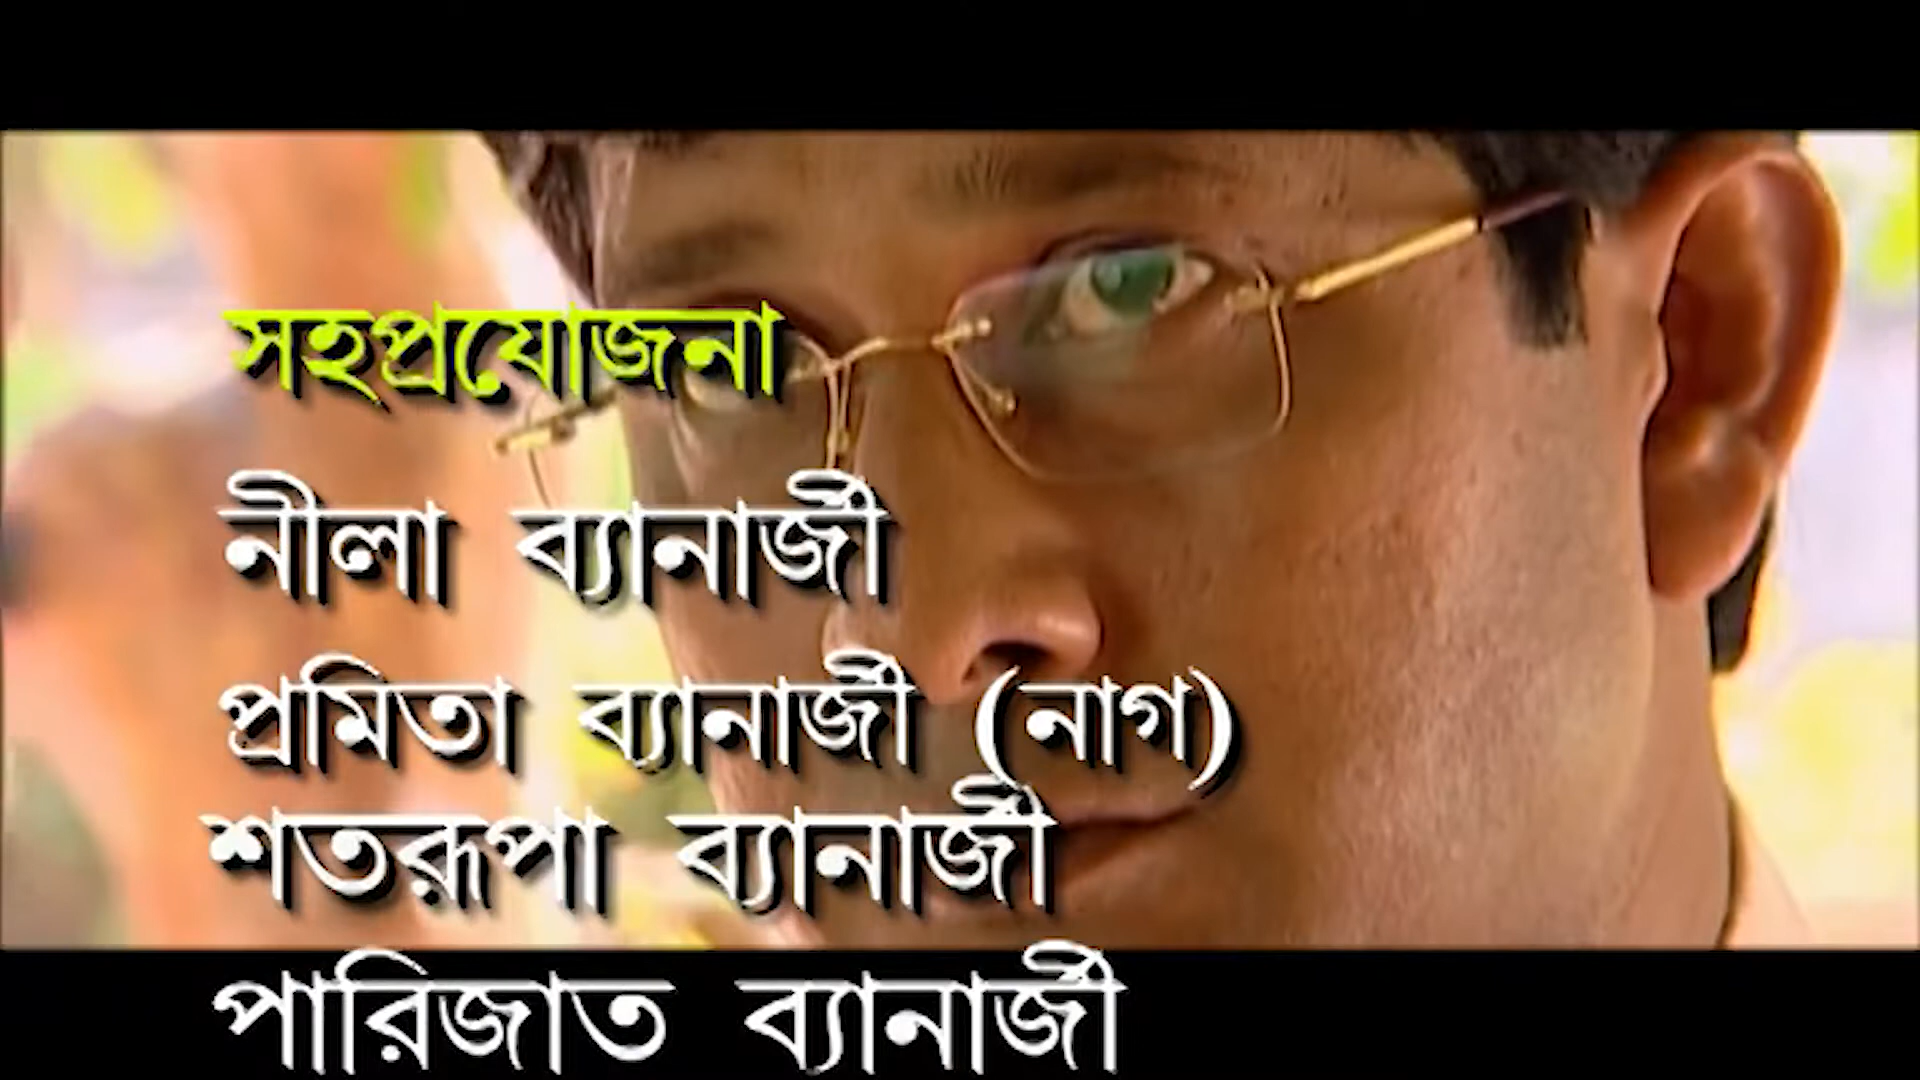 সহপ্রযোজনা
নীলা ব্যানার্জী
প্রমিতা ব্যানার্জী (নাগ)
শতরূপা ব্যানার্জী
পারিজাত ব্যানার্জী